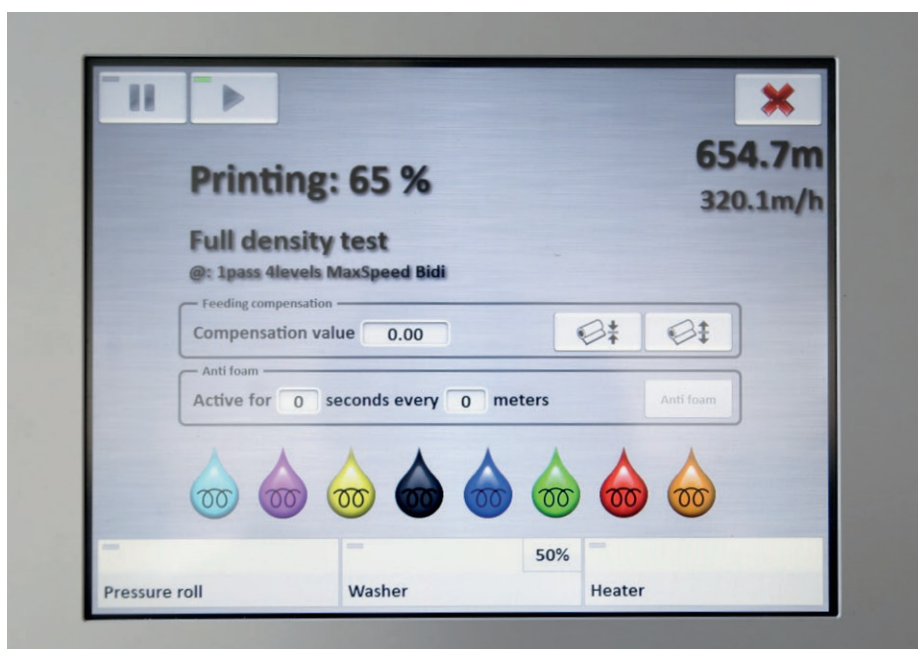 654.7m
Printing: 65 %
320.1m/h
Full density test
@: 1pass 4levels MaxSpeed Bidi
Feeding compensation
Compensation value 0.00
Anti foam
Active for 0 seconds every 0 meters Anti foam
50%
Pressure roll Washer Heater